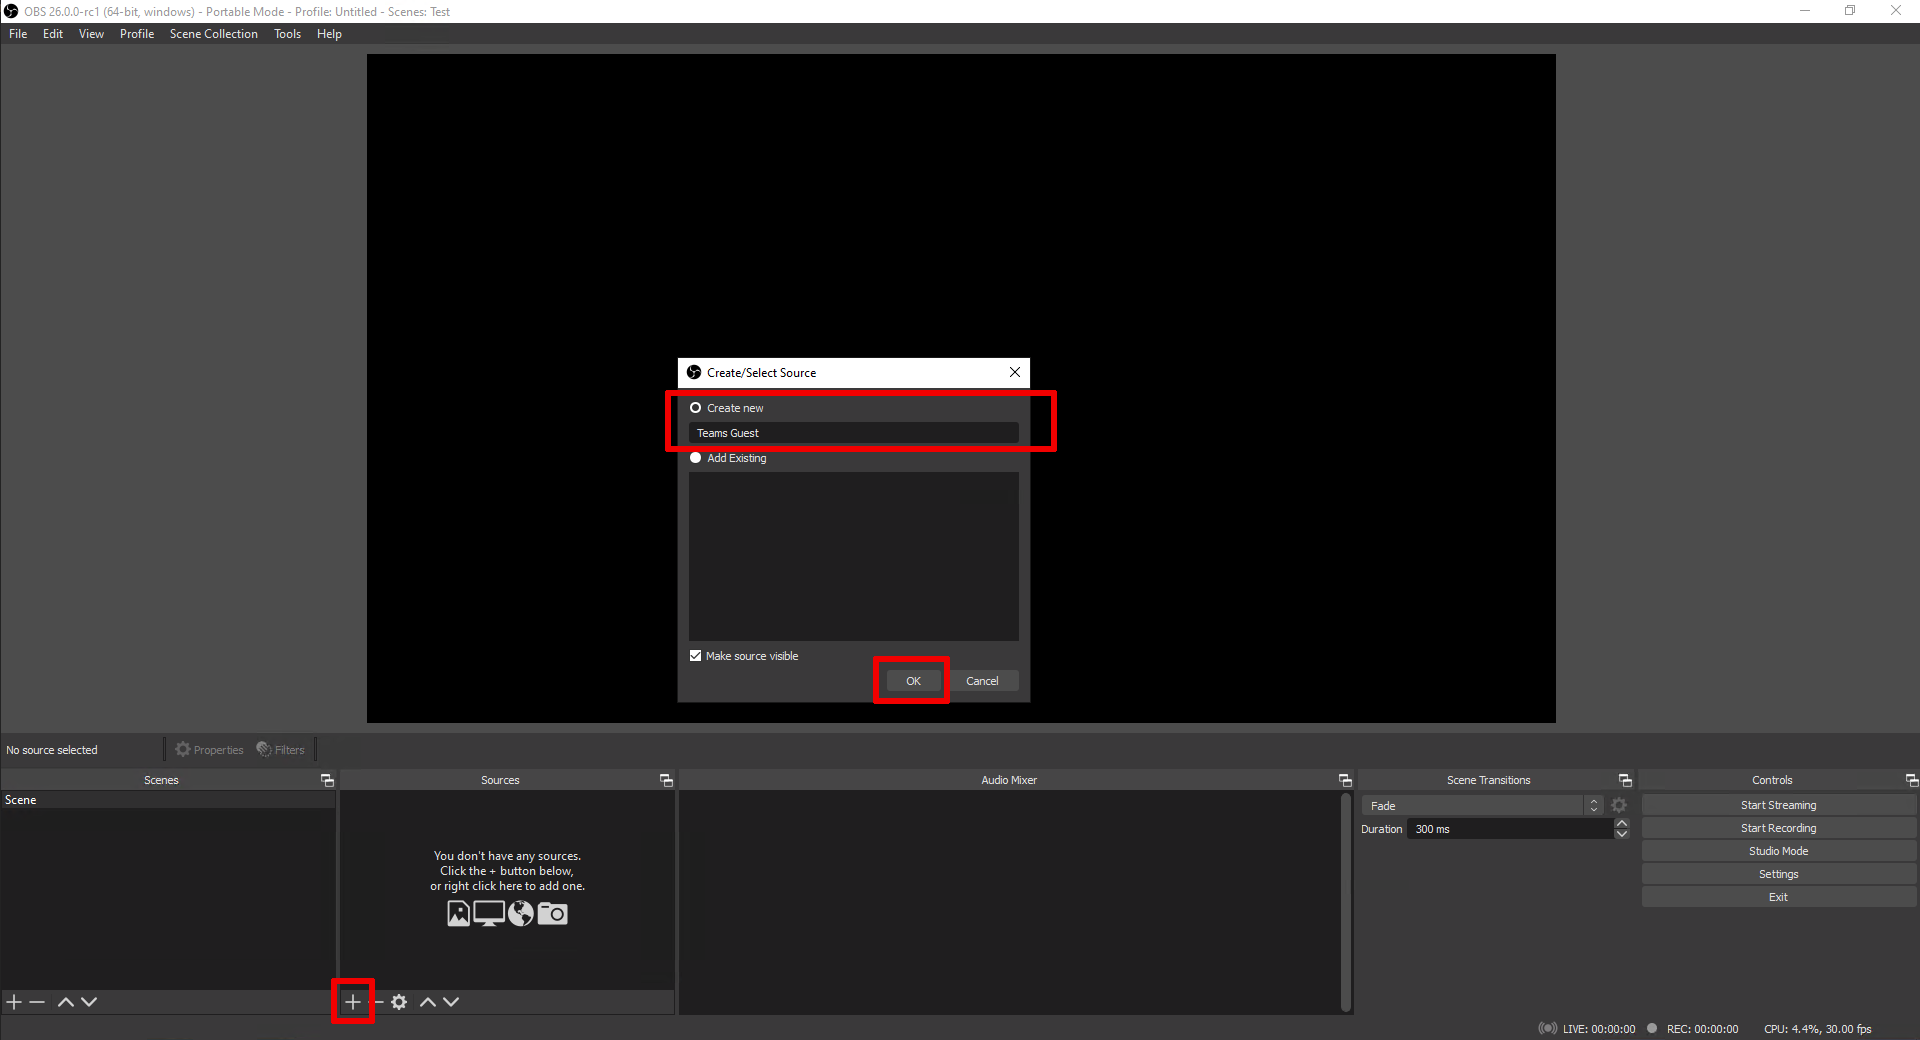 OBS 26.0.0-rc1 (64-bit, windows) - Portable Mode - Profile: Untitled - Scenes: Test
File Edit View Profile Scene Collection Tools Help
Create/Select Source
Create new
Teams Guest
Add Existing
Make source visible
OK Cancel
No source selected Properties Filters
Scenes Sources Audio Mixer Scene Transitions Controls
Scene
Fade
Duration 300 ms
Start Streaming
Start Recording
Studio Mode
Settings
Exit
You don't have any sources.
Click the + button below,
or right click here to add one.
LIVE: 00:00:00 REC: 00:00:00 CPU: 4.4%, 30.00 fps